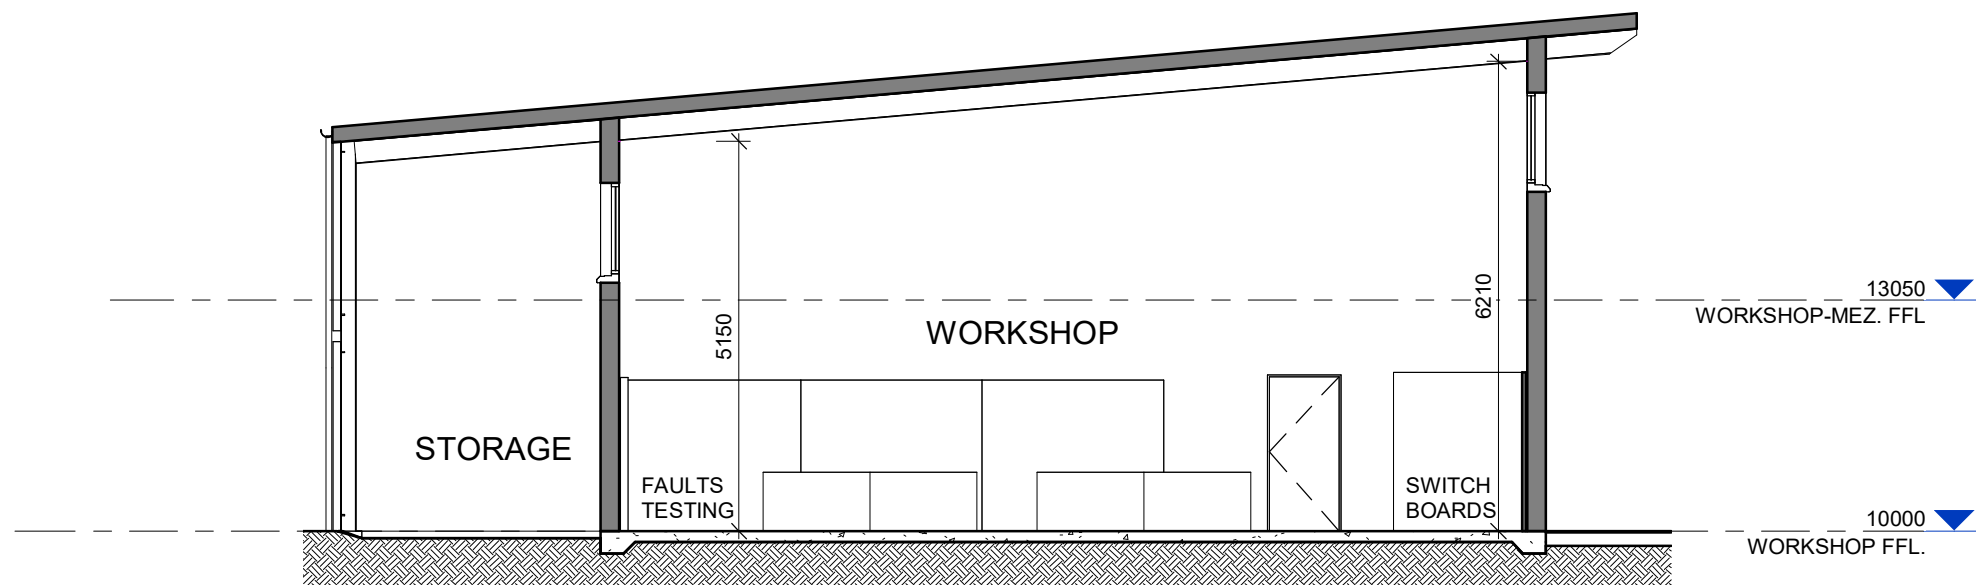 13050
WORKSHOP-MEZ. FFL
6210
5150
WORKSHOP
STORAGE
FAULTS
TESTING
SWITCH
BOARDS
10000
WORKSHOP FFL.